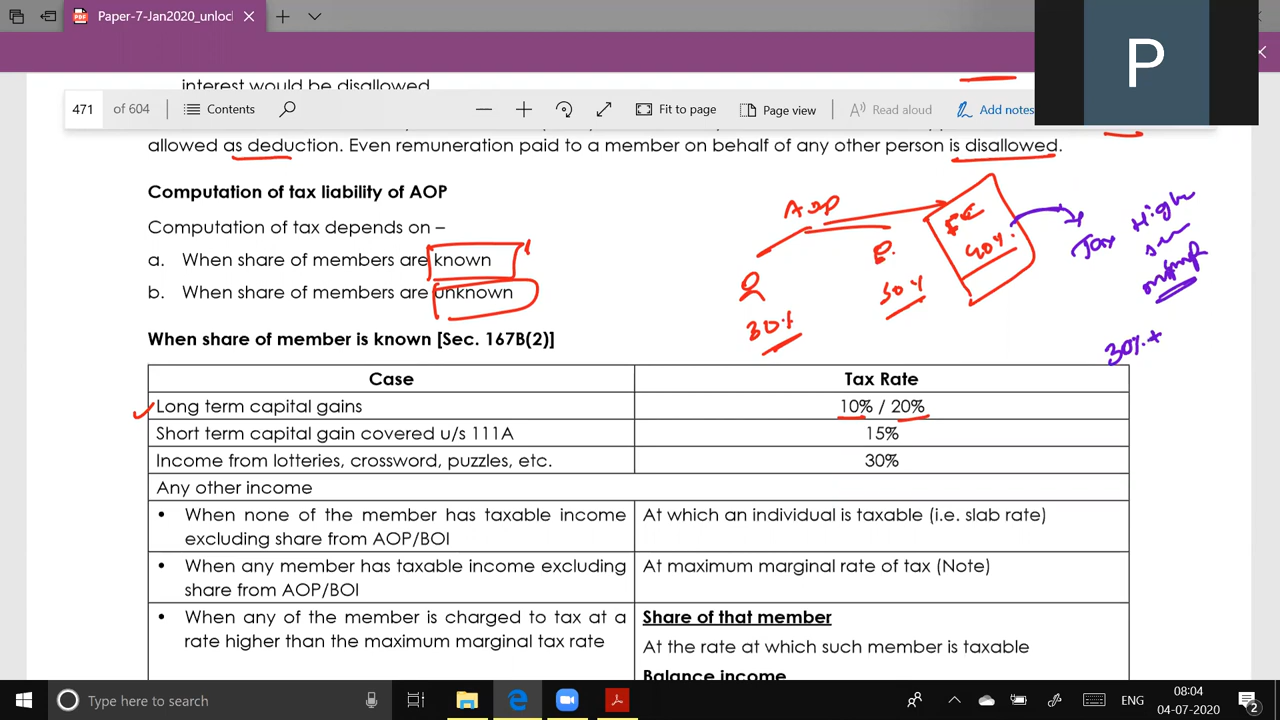 Paper-7-Jan2020_unlocl
P
interest would be disallowed.
471 of 604 Contents Fit to page Page view Read aloud Add notes
allowed as deduction. Even remuneration paid to a member on behalf of any other person is disallowed.
Computation of tax liability of AOP
Computation of tax depends on –
a. When share of members are known
b. When share of members are unknown
AOP
30%
30%
40%.
Tax
High
30%+
When share of member is known [Sec. 167B(2)]
Case Tax Rate
Long term capital gains 10% / 20%
Short term capital gain covered u/s 111A 15%
Income from lotteries, crossword, puzzles, etc. 30%
Any other income
• When none of the member has taxable income At which an individual is taxable (i.e. slab rate)
excluding share from AOP/BOI
• When any member has taxable income excluding At maximum marginal rate of tax (Note)
share from AOP/BOI
• When any of the member is charged to tax at a Share of that member
rate higher than the maximum marginal tax rate
At the rate at which such member is taxable
Balance income
Type here to search
ENG
08:04
04-07-2020
2